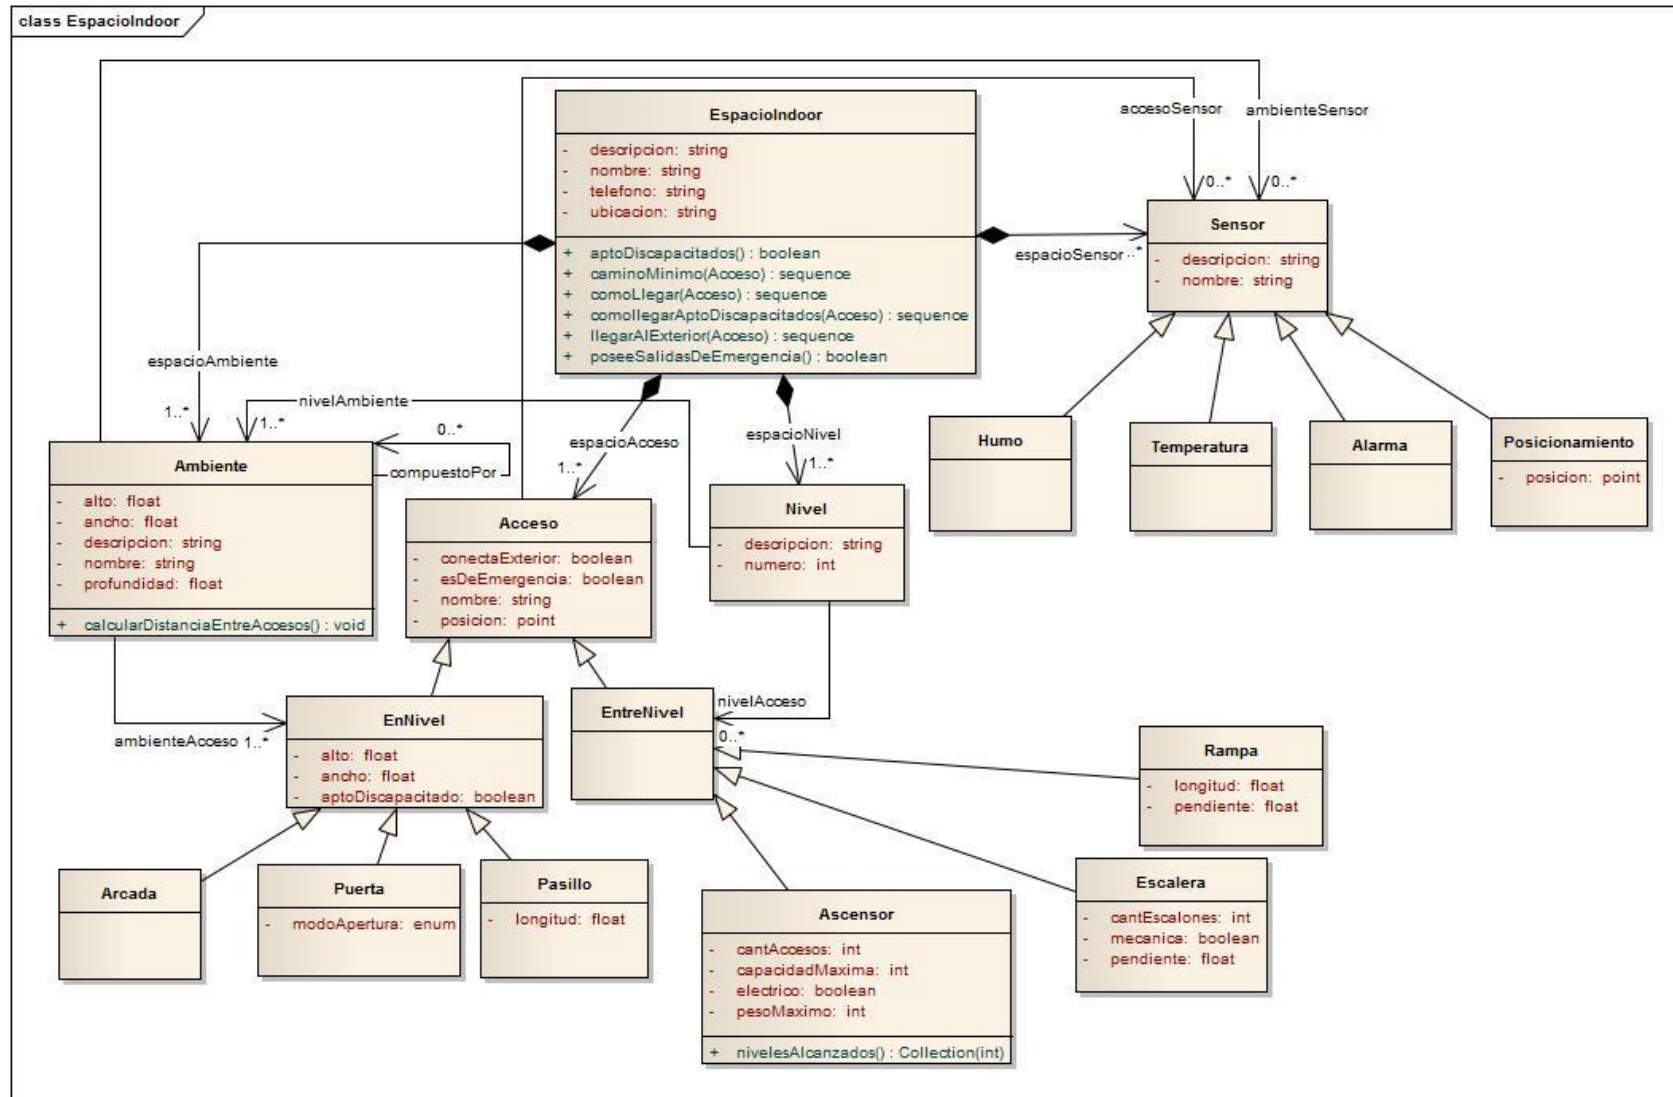 class EspacioIndoor
accesoSensor
ambienteSensor
0..*
0..*
EspacioIndoor
- descripcion: string
- nombre: string
- telefono: string
- ubicacion: string
+ aptoDiscapacitados() : boolean
+ caminoMinimo(Acceso) : sequence
+ comoLlegar(Acceso) : sequence
+ comollegarAptoDiscapacitados(Acceso) : sequence
+ llegarAlExterior(Acceso) : sequence
+ poseeSalidasDeEmergencia() : boolean
Sensor
- descripcion: string
- nombre: string
espacioSensor
espacioAmbiente
1..*
nivelAmbiente
1..*
0..*
compuestoPor
espacioAcceso
1..*
espacioNivel
1..*
Humo
Temperatura
Alarma
Posicionamiento
- posicion: point
Ambiente
- alto: float
- ancho: float
- descripcion: string
- nombre: string
- profundidad: float
+ calcularDistanciaEntreAccesos() : void
Acceso
- conectaExterior: boolean
- esDeEmergencia: boolean
- nombre: string
- posicion: point
Nivel
- descripcion: string
- numero: int
ambienteAcceso
1..*
EnNivel
- alto: float
- ancho: float
- aptoDiscapacitado: boolean
EntreNivel
nivelAcceso
0..*
Rampa
- longitud: float
- pendiente: float
Arcada
Puerta
- modoApertura: enum
Pasillo
- longitud: float
Ascensor
- cantAccesos: int
- capacidadMaxima: int
- electrico: boolean
- pesoMaximo: int
+ nivelesAlcanzados() : Collection(int)
Escalera
- cantEscalones: int
- mecanica: boolean
- pendiente: float